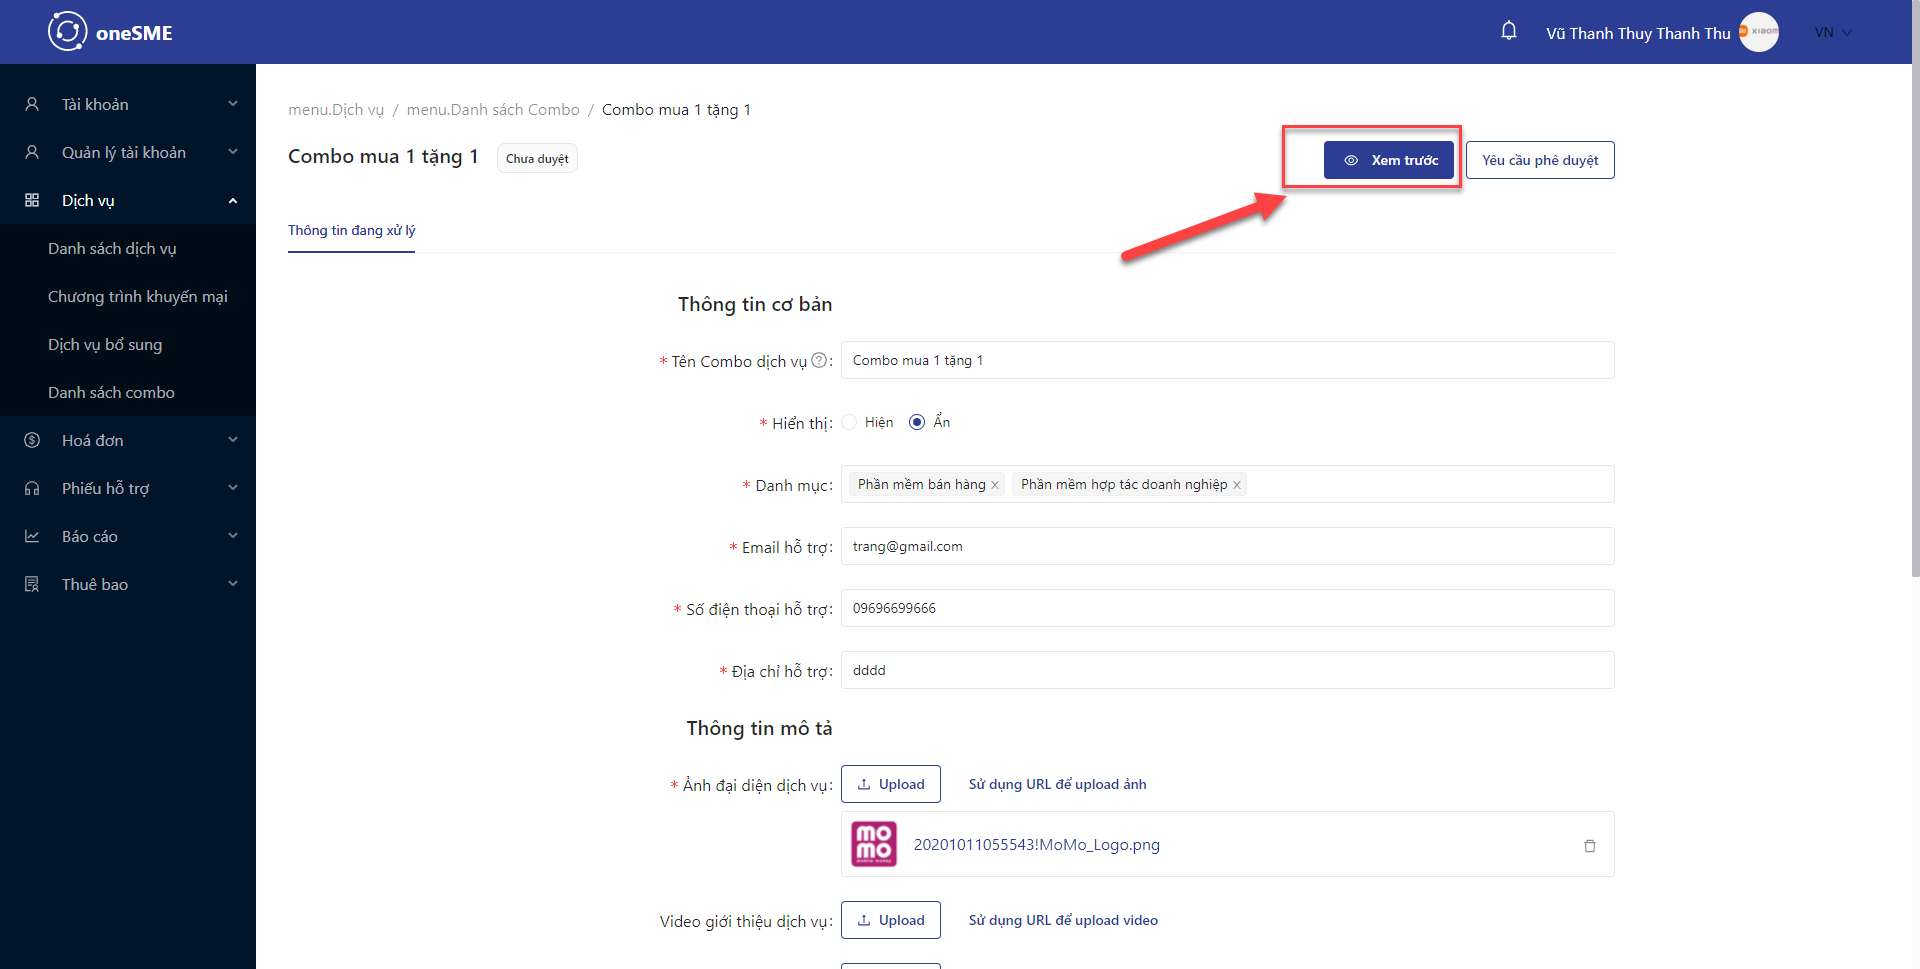 oneSME
Vũ Thanh Thuy Thanh Thu
xiaom
VN
Tài khoản
Quản lý tài khoản
Dịch vụ
Danh sách dịch vụ
Chương trình khuyến mại
Dịch vụ bổ sung
Danh sách combo
Hoá đơn
Phiếu hỗ trợ
Báo cáo
Thuê bao
menu.Dịch vụ / menu.Danh sách Combo / Combo mua 1 tặng 1
Combo mua 1 tặng 1 Chưa duyệt
Xem trước Yêu cầu phê duyệt
Thông tin đang xử lý
Thông tin cơ bản
* Tên Combo dịch vụ ? : Combo mua 1 tặng 1
* Hiển thị: Hiện Ẩn
* Danh mục: Phần mềm bán hàng × Phần mềm hợp tác doanh nghiệp ×
* Email hỗ trợ: trang@gmail.com
* Số điện thoại hỗ trợ: 09696699666
* Địa chỉ hỗ trợ: dddd
Thông tin mô tả
* Ảnh đại diện dịch vụ: Upload Sử dụng URL để upload ảnh
mo
mo
mobile money
20201011055543!MoMo_Logo.png
Video giới thiệu dịch vụ: Upload Sử dụng URL để upload video